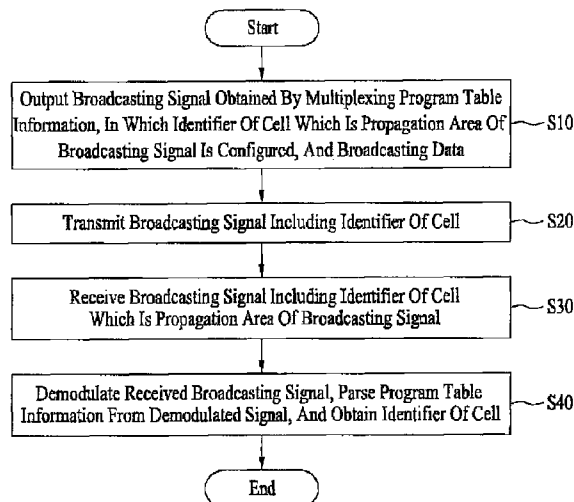 Start
Output Broadcasting Signal Obtained By Multiplexing Program Table
Information, In Which Identifier Of Cell Which Is Propagation Area Of
Broadcasting Signal Is Configured, And Broadcasting Data
S10
Transmit Broadcasting Signal Including Identifier Of Cell
S20
Receive Broadcasting Signal Including Identifier Of Cell
Which Is Propagation Area Of Broadcasting Signal
S30
Demodulate Received Broadcasting Signal, Parse Program Table
Information From Demodulated Signal, And Obtain Identifier Of Cell
S40
End